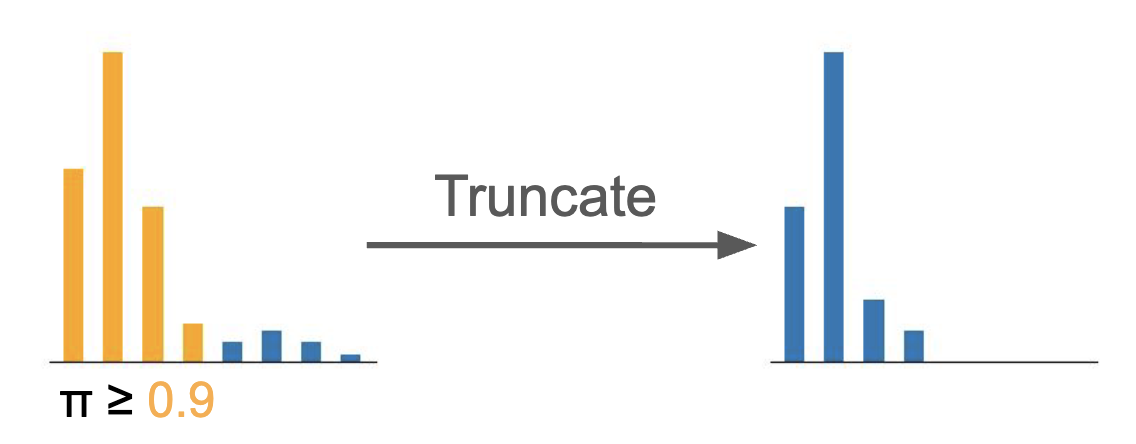 Truncate
π ≥ 0.9